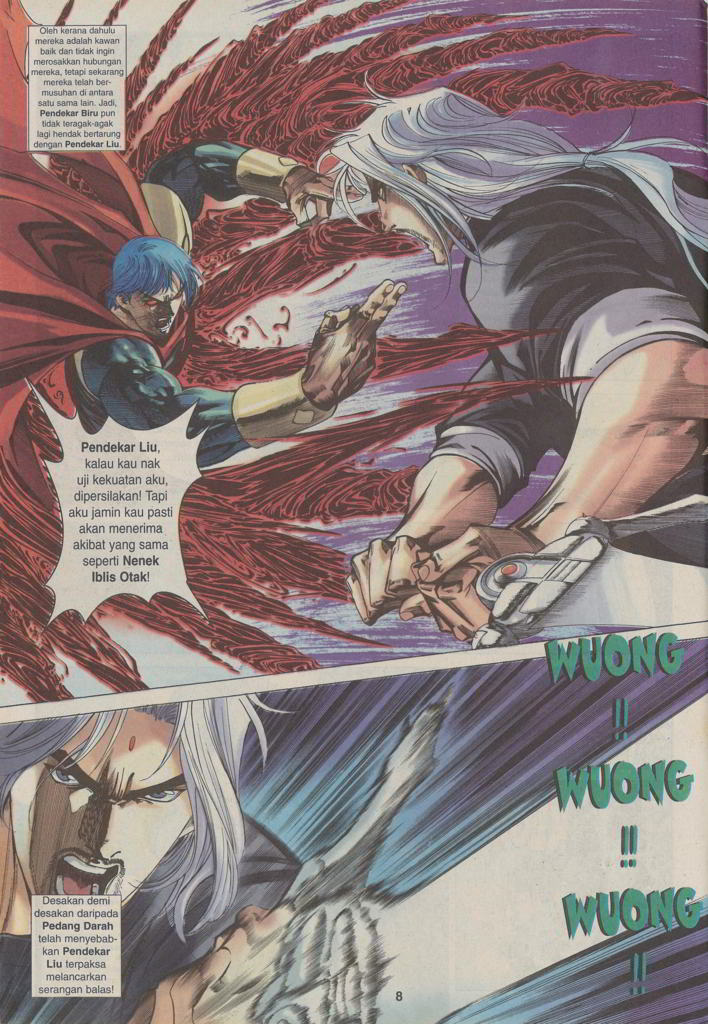 Oleh kerana dahulu
mereka adalah kawan
baik dan tidak ingin
merosakkan hubungan
mereka, tetapi sekarang
mereka telah ber-
musuhan di antara
satu sama lain. Jadi,
Pendekar Biru pun
tidak teragak-agak
lagi hendak bertarung
dengan Pendekar Liu.
Pendekar Liu,
kalau kau nak
uji kekuatan aku,
dipersilakan! Tapi
aku jamin kau pasti
akan menerima
akibat yang sama
seperti Nenek
Iblis Otak!
WUONG
!!
WUONG
!!!
WUONG
!!
Desakan demi
desakan daripada
Pedang Darah
telah menyebab-
kan Pendekar
Liu terpaksa
melancarkan
serangan balas!
8